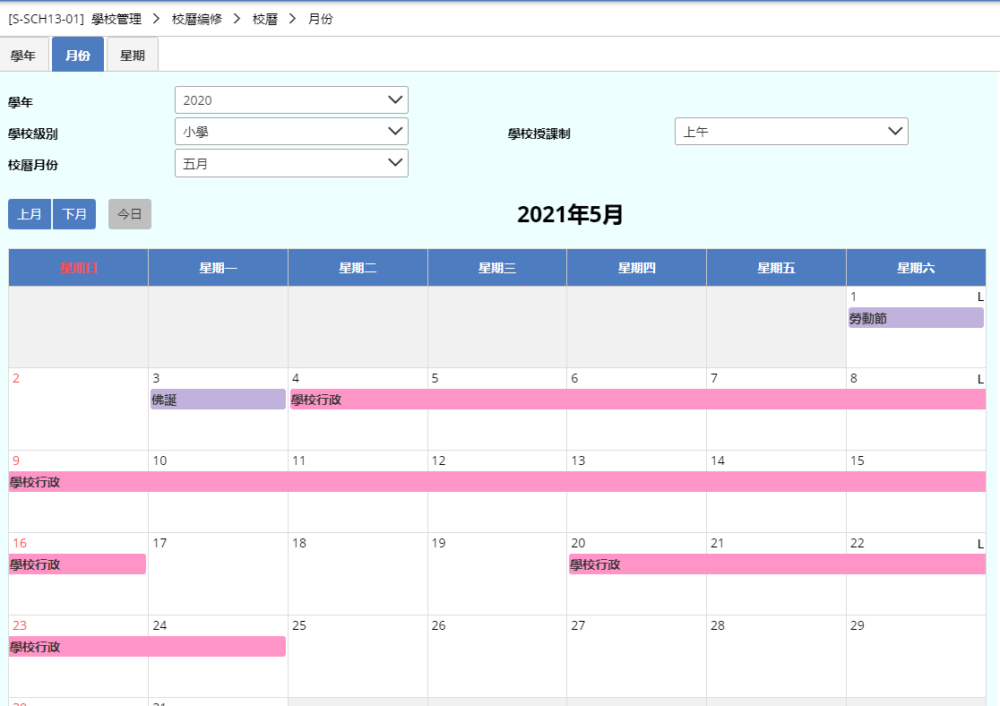 [S-SCH13-01] 學校管理 > 校曆編修 > 校曆 > 月份
學年 月份 星期
學年 2020
學校級別 小學 學校授課制 上午
校曆月份 五月
上月 下月 今日 2021年5月
星期日 星期一 星期二 星期三 星期四 星期五 星期六
1 L
勞動節
2 3 4 5 6 7 8 L
佛誕 學校行政
9 10 11 12 13 14 15
學校行政
16 17 18 19 20 21 22 L
學校行政 學校行政
23 24 25 26 27 28 29
學校行政
30 31